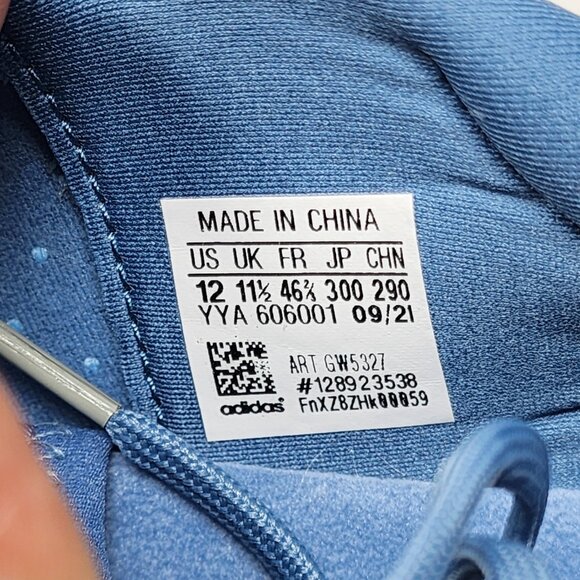 MADE IN CHINA
US UK FR JP CHN
12 11½ 46⅔ 300 290
YYA 606001 09/21
ART GW5327
#128923538
adidas FnXZ8ZHk00059